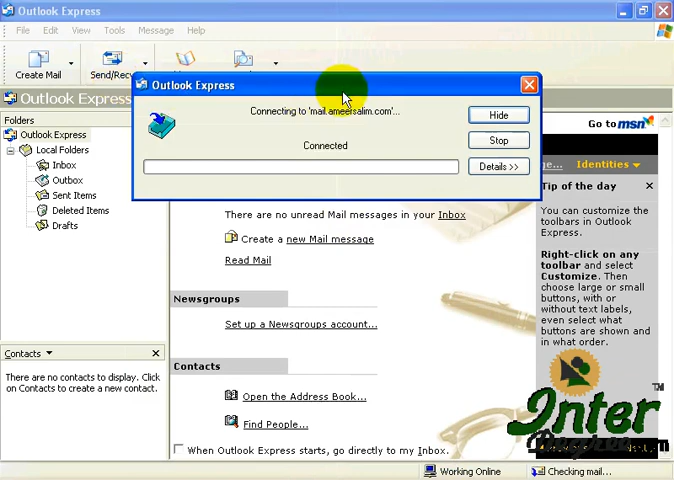 Outlook Express
File Edit View Tools Message Help
Create Mail Send/Recv
Outlook Express
Outlook Express
Connecting to 'mail.ameersalim.com'...
Connected
Hide
Stop
Details >>
Folders
Outlook Express
Local Folders
Inbox
Outbox
Sent Items
Deleted Items
Drafts
Contacts
There are no contacts to display. Click
on Contacts to create a new contact.
Go to msn
Identities
There are no unread Mail messages in your Inbox
Create a new Mail message
Read Mail
Newsgroups
Set up a Newsgroups account...
Contacts
Open the Address Book...
Find People...
When Outlook Express starts, go directly to my Inbox.
Tip of the day
You can customize the
toolbars in Outlook
Express.
Right-click on any
toolbar and select
Customize. Then
choose large or small
buttons, with or
without text labels,
even select what
buttons are shown and
in what order.
TM
Inter
Degree.com
Working Online
Checking mail...